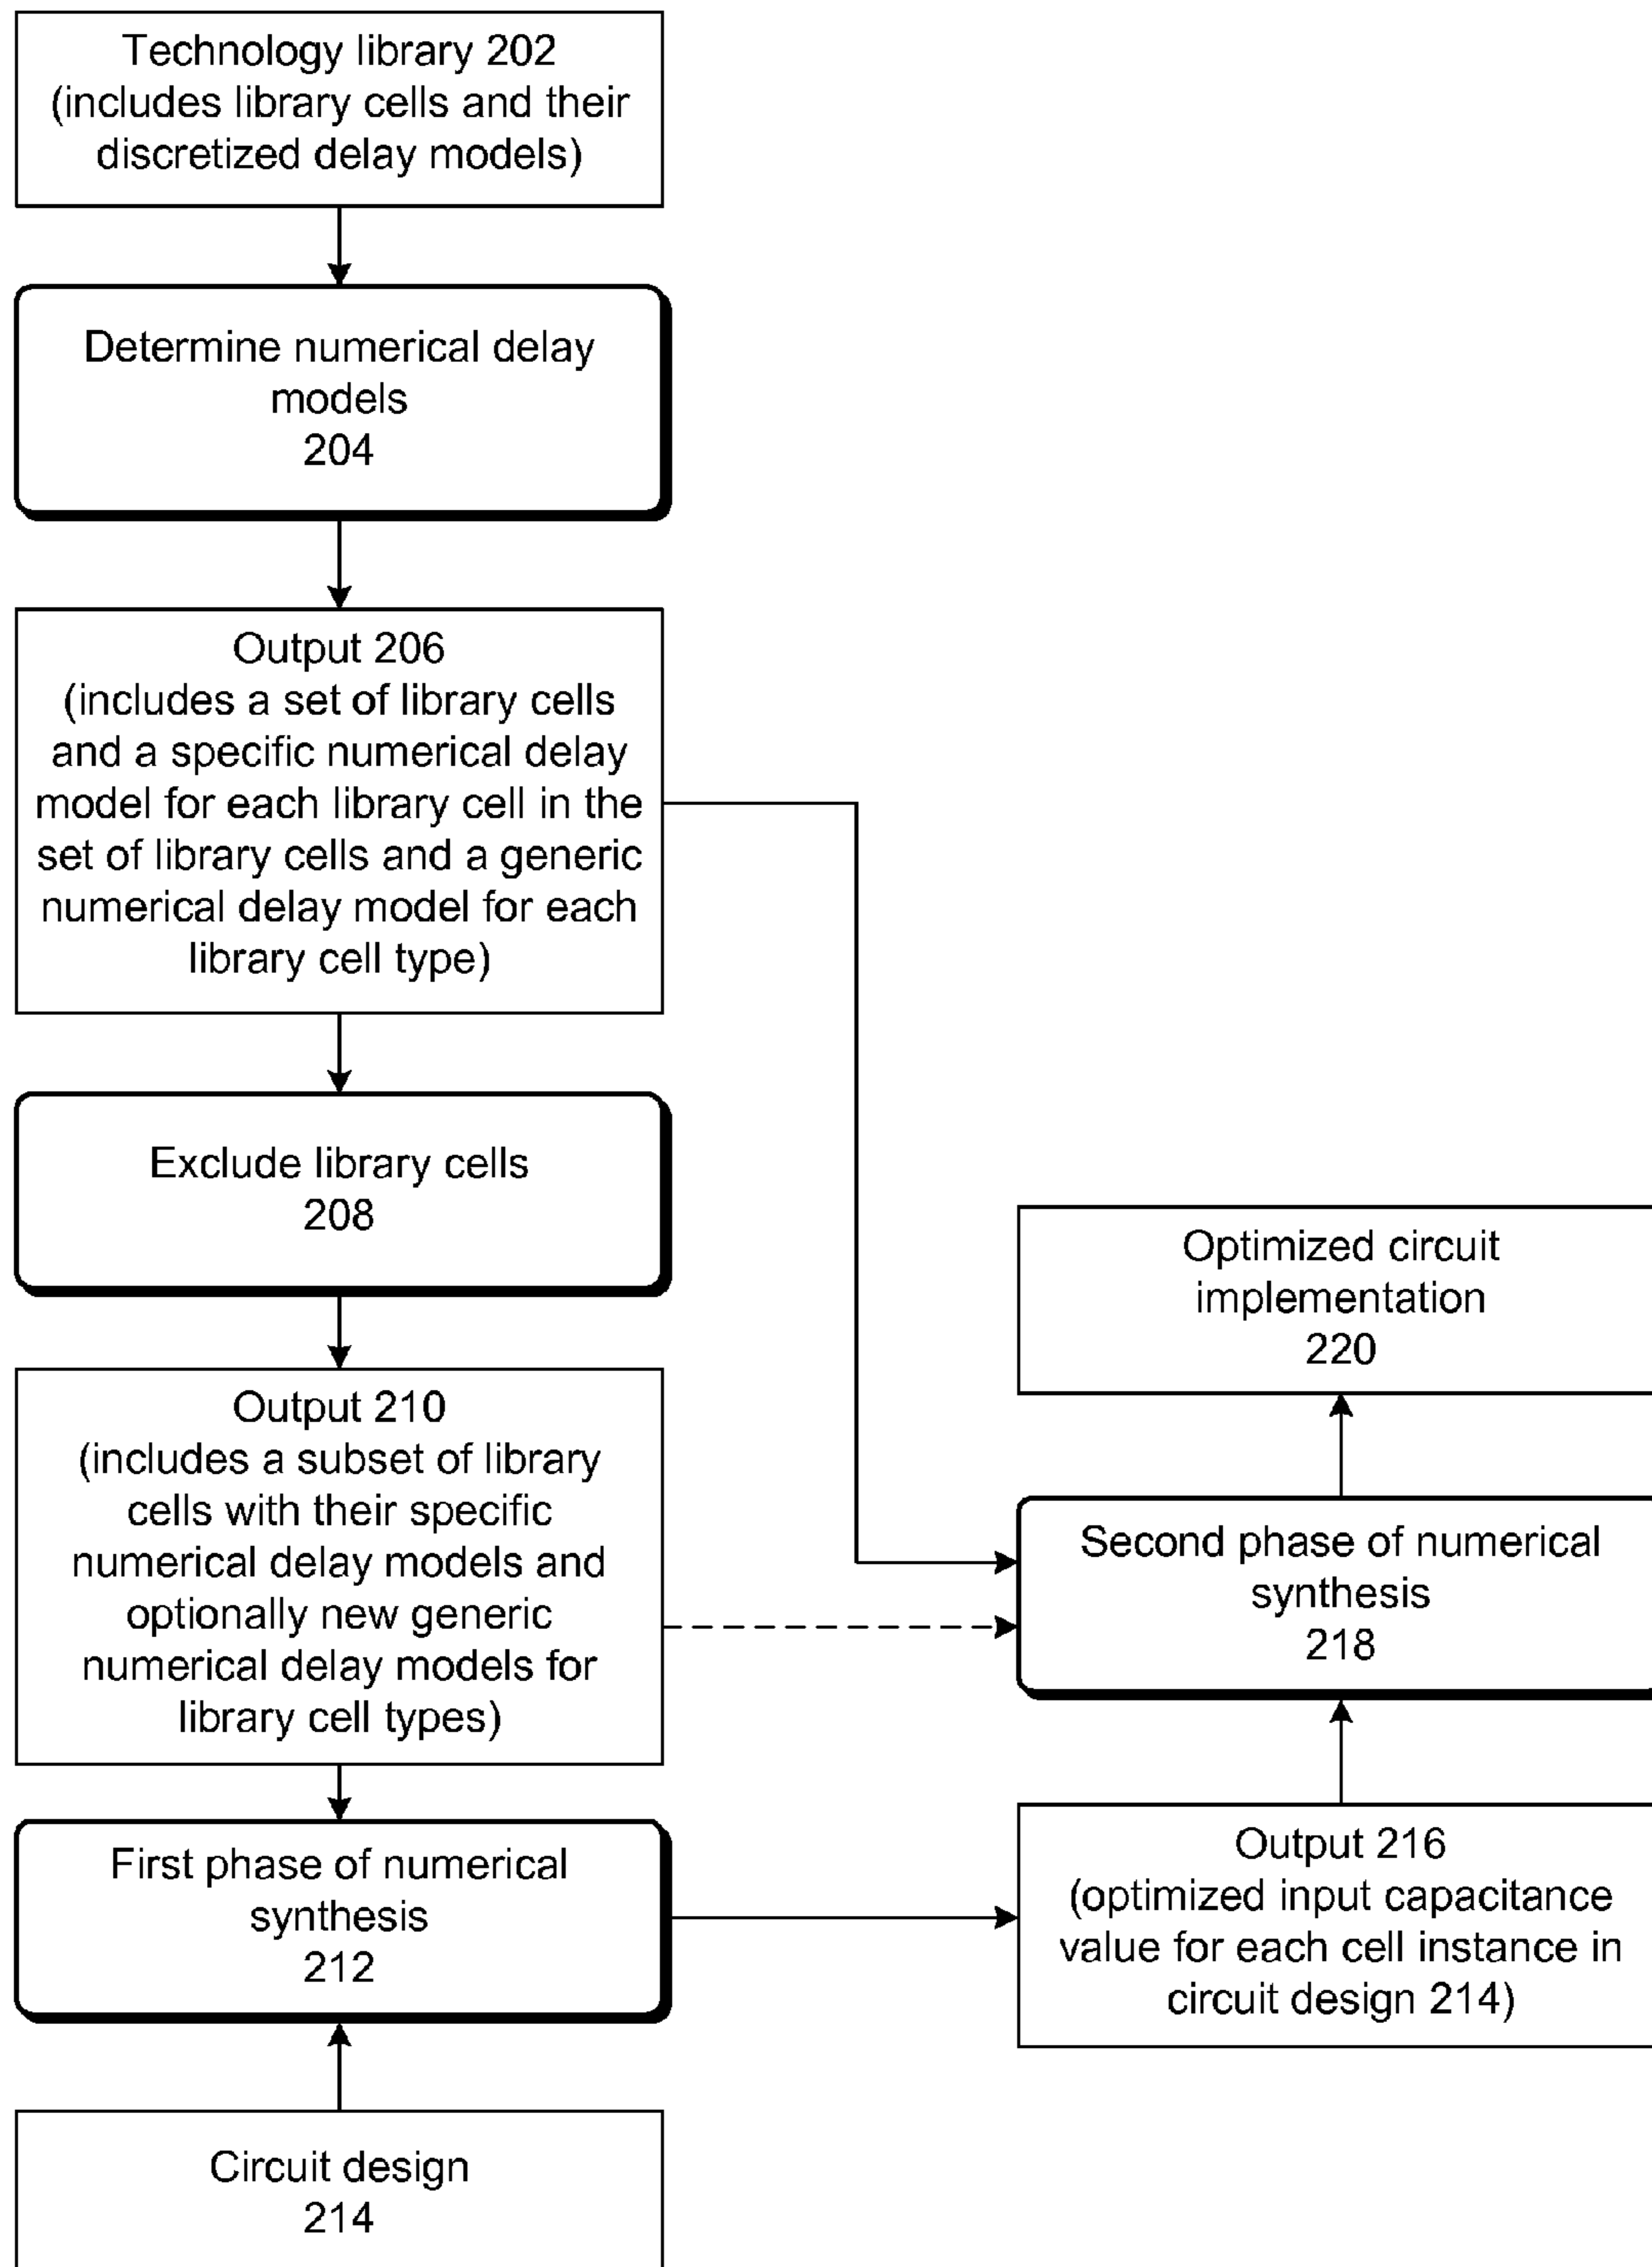 Technology library 202
(includes library cells and their
discretized delay models)
Determine numerical delay
models
204
Output 206
(includes a set of library cells
and a specific numerical delay
model for each library cell in the
set of library cells and a generic
numerical delay model for each
library cell type)
Exclude library cells
208
Output 210
(includes a subset of library
cells with their specific
numerical delay models and
optionally new generic
numerical delay models for
library cell types)
First phase of numerical
synthesis
212
Circuit design
214
Optimized circuit
implementation
220
Second phase of numerical
synthesis
218
Output 216
(optimized input capacitance
value for each cell instance in
circuit design 214)